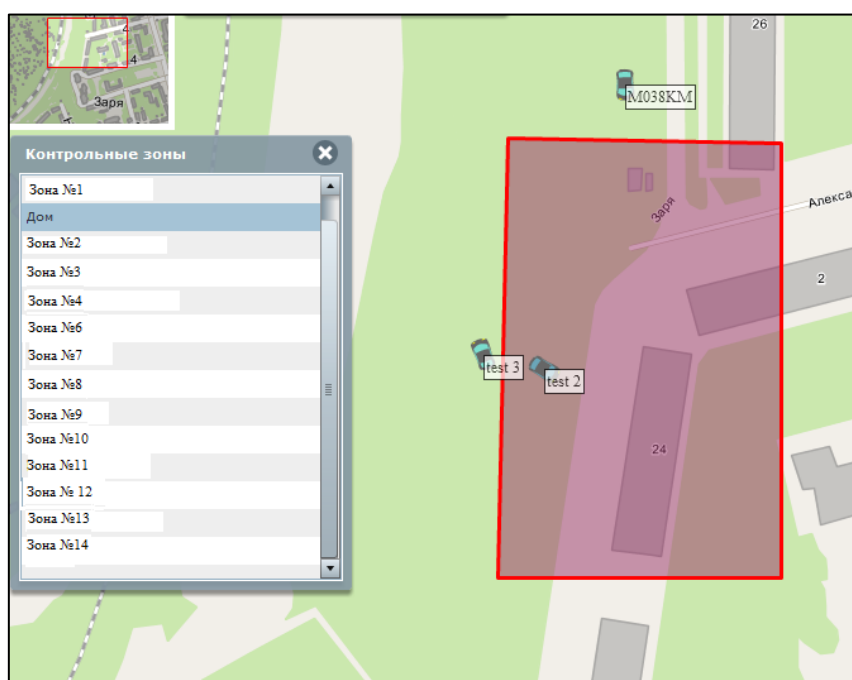 Заря
Контрольные зоны
Зона №1
Дом
Зона №2
Зона №3
Зона №4
Зона №6
Зона №7
Зона №8
Зона №9
Зона №10
Зона №11
Зона № 12
Зона №13
Зона №14
26
M038KM
Заря
Алекса
2
test 3
test 2
24